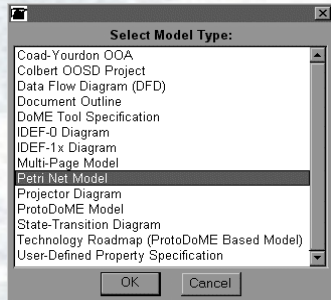 Select Model Type:
Coad-Yourdon OOA
Colbert OOSD Project
Data Flow Diagram (DFD)
Document Outline
DoME Tool Specification
IDEF-0 Diagram
IDEF-1x Diagram
Multi-Page Model
Petri Net Model
Projector Diagram
ProtoDoME Model
State-Transition Diagram
Technology Roadmap (ProtoDoME Based Model)
User-Defined Property Specification
OK Cancel